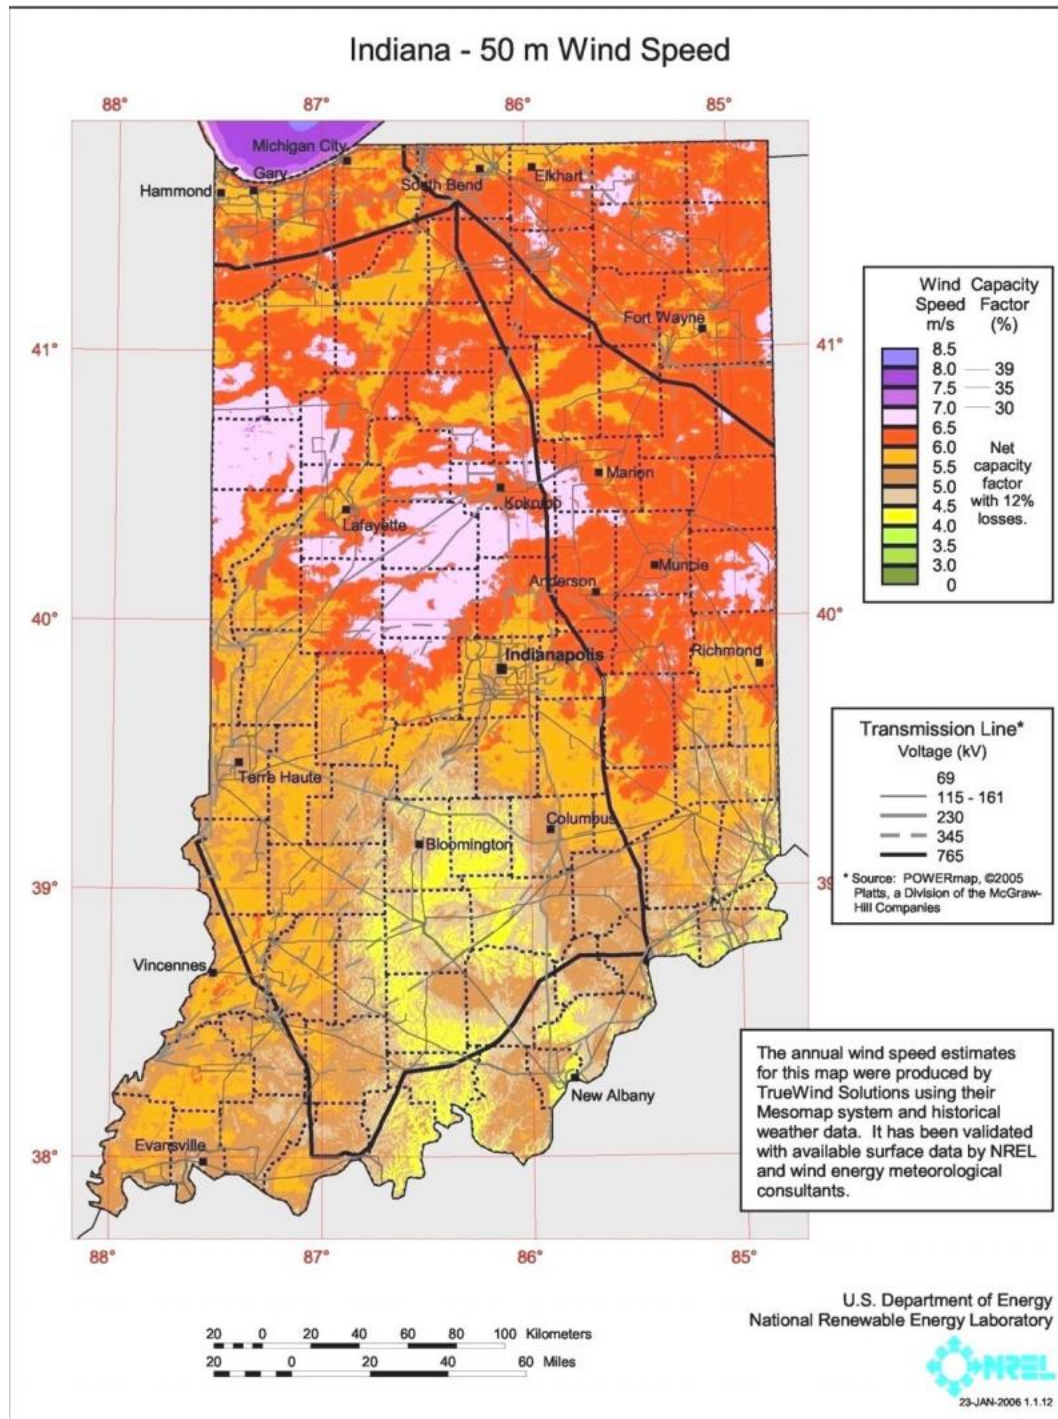 Indiana - 50 m Wind Speed
88° 87° 86° 85°
Michigan City
Gary
Hammond
South Bend
Elkhart
Fort Wayne
41° 41°
Marion
Kokomo
Lafayette
Muncie
Anderson
40° 40°
Richmond
Indianapolis
Terre Haute
Columbus
Bloomington
39° 39
Vincennes
New Albany
Evansville
38°
88° 87° 86° 85°
Wind Capacity
Speed Factor
m/s (%)
8.5
8.0 39
7.5 35
7.0 30
6.5
6.0 Net
5.5 capacity
5.0 factor
4.5 with 12%
4.0 losses.
3.5
3.0
0
Transmission Line*
Voltage (kV)
69
115 - 161
230
345
765
* Source: POWERmap, ©2005
Platts, a Division of the McGraw-
Hill Companies
The annual wind speed estimates
for this map were produced by
TrueWind Solutions using their
Mesomap system and historical
weather data. It has been validated
with available surface data by NREL
and wind energy meteorological
consultants.
U.S. Department of Energy
National Renewable Energy Laboratory
20 0 20 40 60 80 100 Kilometers
20 0 20 40 60 Miles
NREL
23-JAN-2006 1.1.12